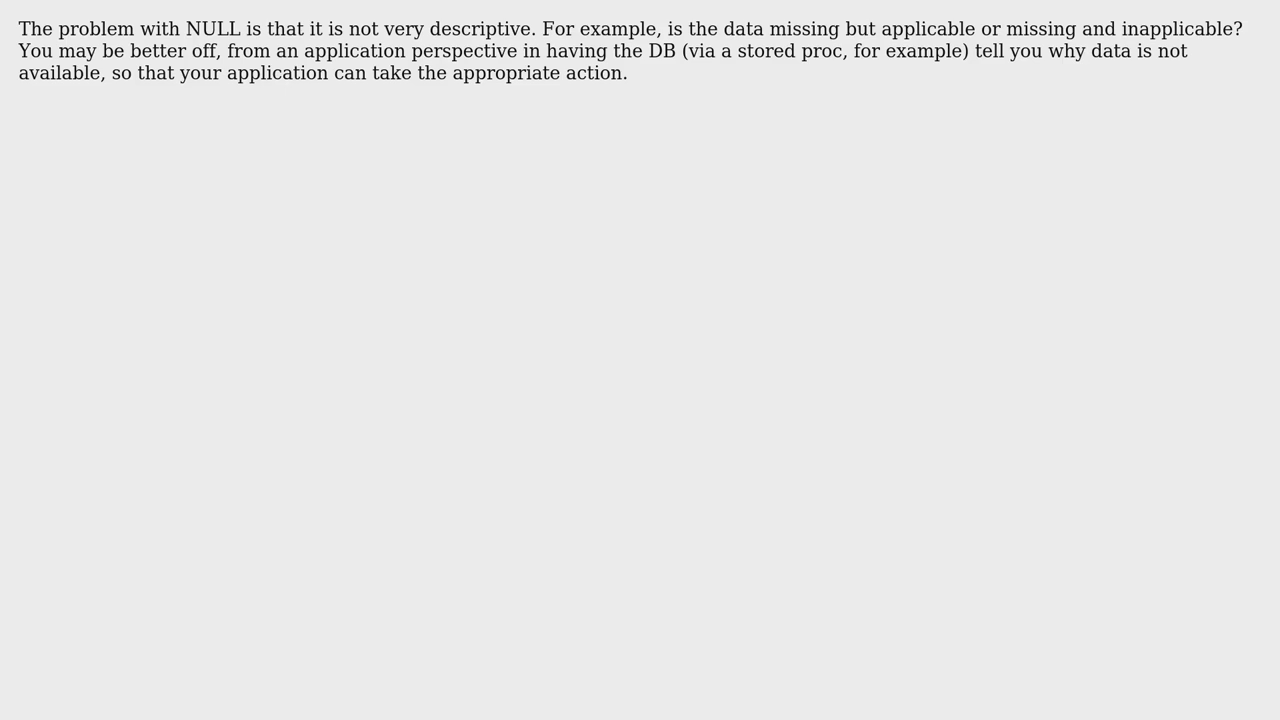 The problem with NULL is that it is not very descriptive. For example, is the data missing but applicable or missing and inapplicable?
You may be better off, from an application perspective in having the DB (via a stored proc, for example) tell you why data is not
available, so that your application can take the appropriate action.